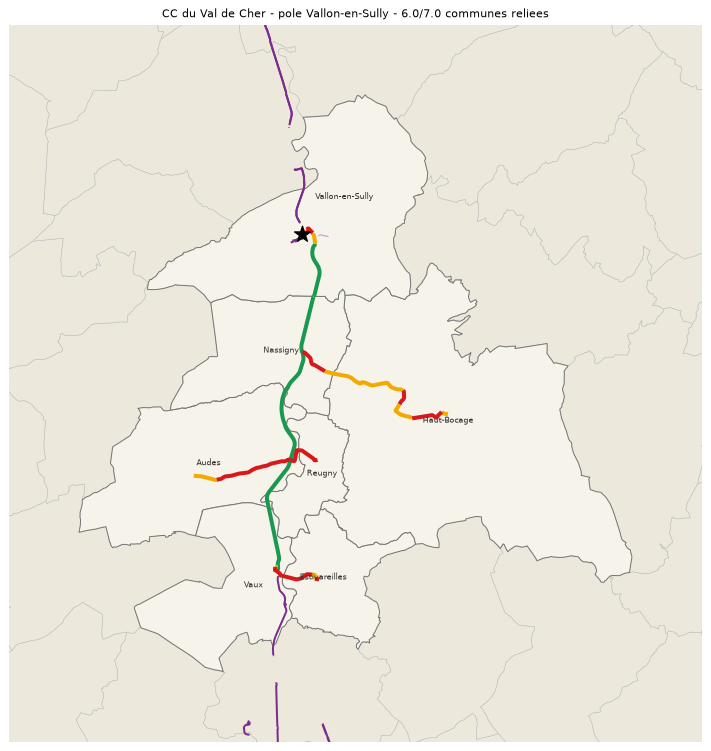 CC du Val de Cher - pole Vallon-en-Sully - 6.0/7.0 communes reliees
Vallon-en-Sully
Nassigny
Haut-Bocage
Audes
Reugny
Estivareilles
Vaux